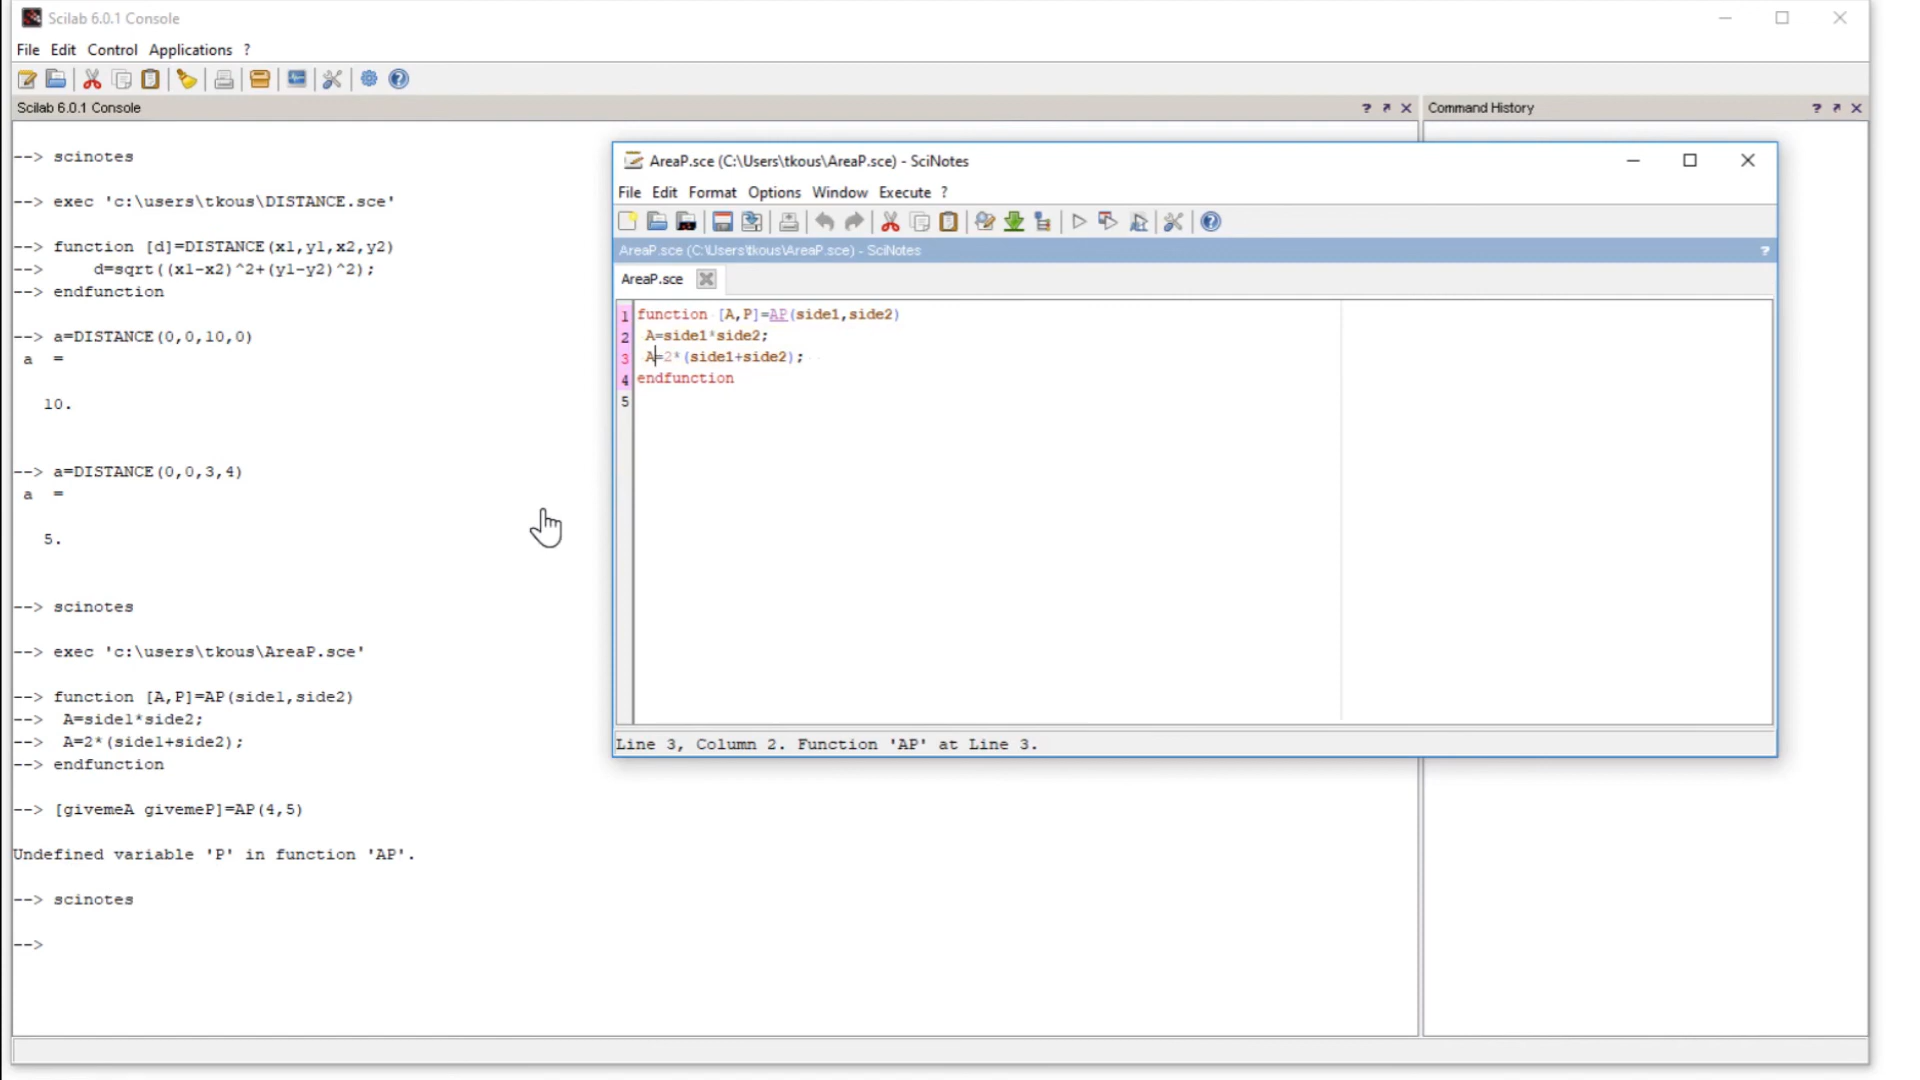 Scilab 6.0.1 Console
File Edit Control Applications ?
Scilab 6.0.1 Console
Command History
--> scinotes
--> exec 'c:\users\tkous\DISTANCE.sce'
--> function [d]=DISTANCE(x1,y1,x2,y2)
-->     d=sqrt((x1-x2)^2+(y1-y2)^2);
--> endfunction
--> a=DISTANCE(0,0,10,0)
a  =
10.
--> a=DISTANCE(0,0,3,4)
a  =
5.
--> scinotes
--> exec 'c:\users\tkous\AreaP.sce'
--> function [A,P]=AP(side1,side2)
-->  A=side1*side2;
-->  A=2*(side1+side2);
--> endfunction
--> [givemeA givemeP]=AP(4,5)
Undefined variable 'P' in function 'AP'.
--> scinotes
-->
AreaP.sce (C:\Users\tkous\AreaP.sce) - SciNotes
File Edit Format Options Window Execute ?
AreaP.sce (C:\Users\tkous\AreaP.sce) - SciNotes
AreaP.sce
1 function [A,P]=AP(side1,side2)
2 A=side1*side2;
3 A=2*(side1+side2);
4 endfunction
5
Line 3, Column 2. Function 'AP' at Line 3.